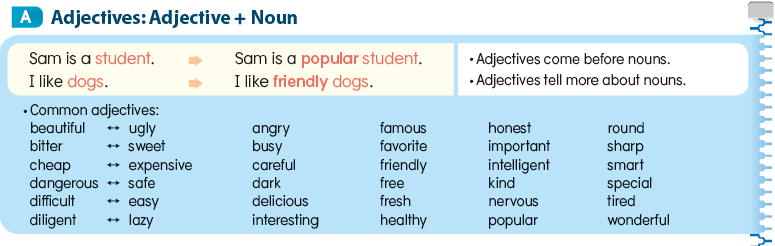 A Adjectives: Adjective + Noun
Sam is a student. ➡ Sam is a popular student.
I like dogs. ➡ I like friendly dogs.
• Adjectives come before nouns.
• Adjectives tell more about nouns.
• Common adjectives:
beautiful ↔ ugly angry famous honest round
bitter ↔ sweet busy favorite important sharp
cheap ↔ expensive careful friendly intelligent smart
dangerous ↔ safe dark free kind special
difficult ↔ easy delicious fresh nervous tired
diligent ↔ lazy interesting healthy popular wonderful